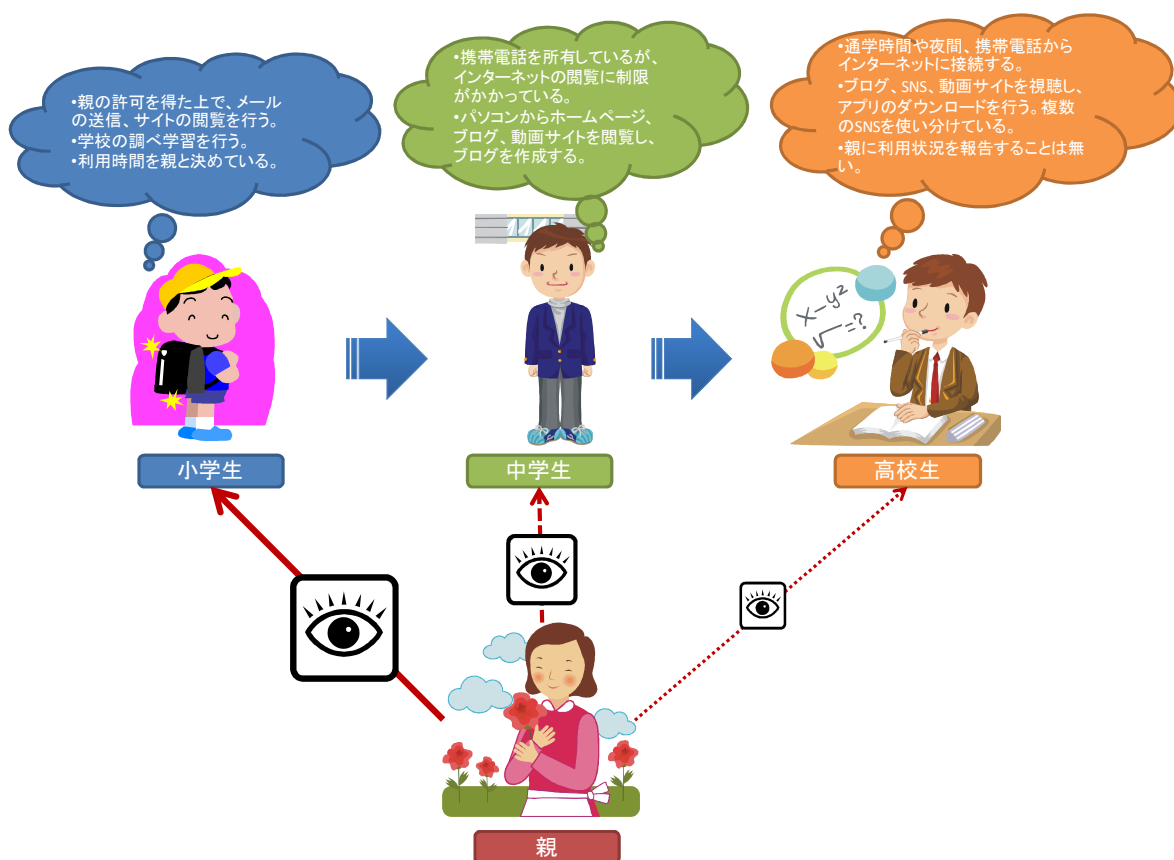 •親の許可を得た上で、メール
の送信、サイトの閲覧を行う。
•学校の調べ学習を行う。
•利用時間を親と決めている。
•携帯電話を所有しているが、
インターネットの閲覧に制限
がかかっている。
•パソコンからホームページ、
ブログ、動画サイトを閲覧し、
ブログを作成する。
•通学時間や夜間、携帯電話から
インターネットに接続する。
•ブログ、SNS、動画サイトを視聴し、
アプリのダウンロードを行う。複数
のSNSを使い分けている。
•親に利用状況を報告することは無
い。
x-y²
√=?
小学生
中学生
高校生
親